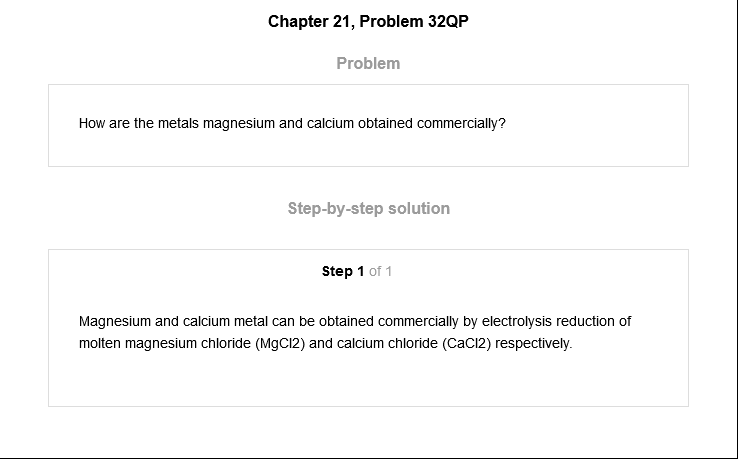 Chapter 21, Problem 32QP
Problem
How are the metals magnesium and calcium obtained commercially?
Step-by-step solution
Step 1 of 1
Magnesium and calcium metal can be obtained commercially by electrolysis reduction of
molten magnesium chloride (MgCl2) and calcium chloride (CaCl2) respectively.